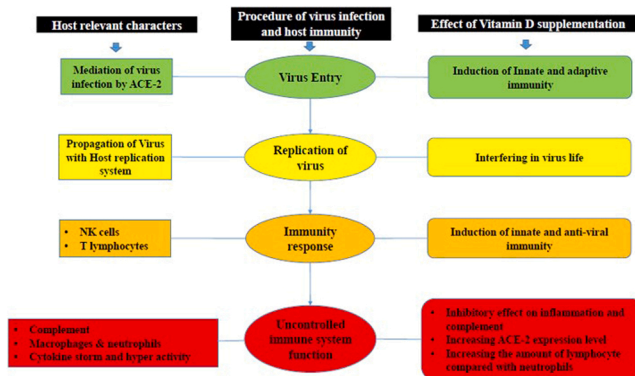 Host relevant characters
Procedure of virus infection
and host immunity
Effect of Vitamin D supplementation
Mediation of virus
infection by ACE-2
Virus Entry
Induction of Innate and adaptive
immunity
Propagation of Virus
with Host replication
system
Replication of
virus
Interfering in virus life
• NK cells
• T lymphocytes
Immunity
response
Induction of innate and anti-viral
immunity
• Complement
• Macrophages & neutrophils
• Cytokine storm and hyper activity
Uncontrolled
immune system
function
• Inhibitory effect on inflammation and
complement
• Increasing ACE-2 expression level
• Increasing the amount of lymphocyte
compared with neutrophils